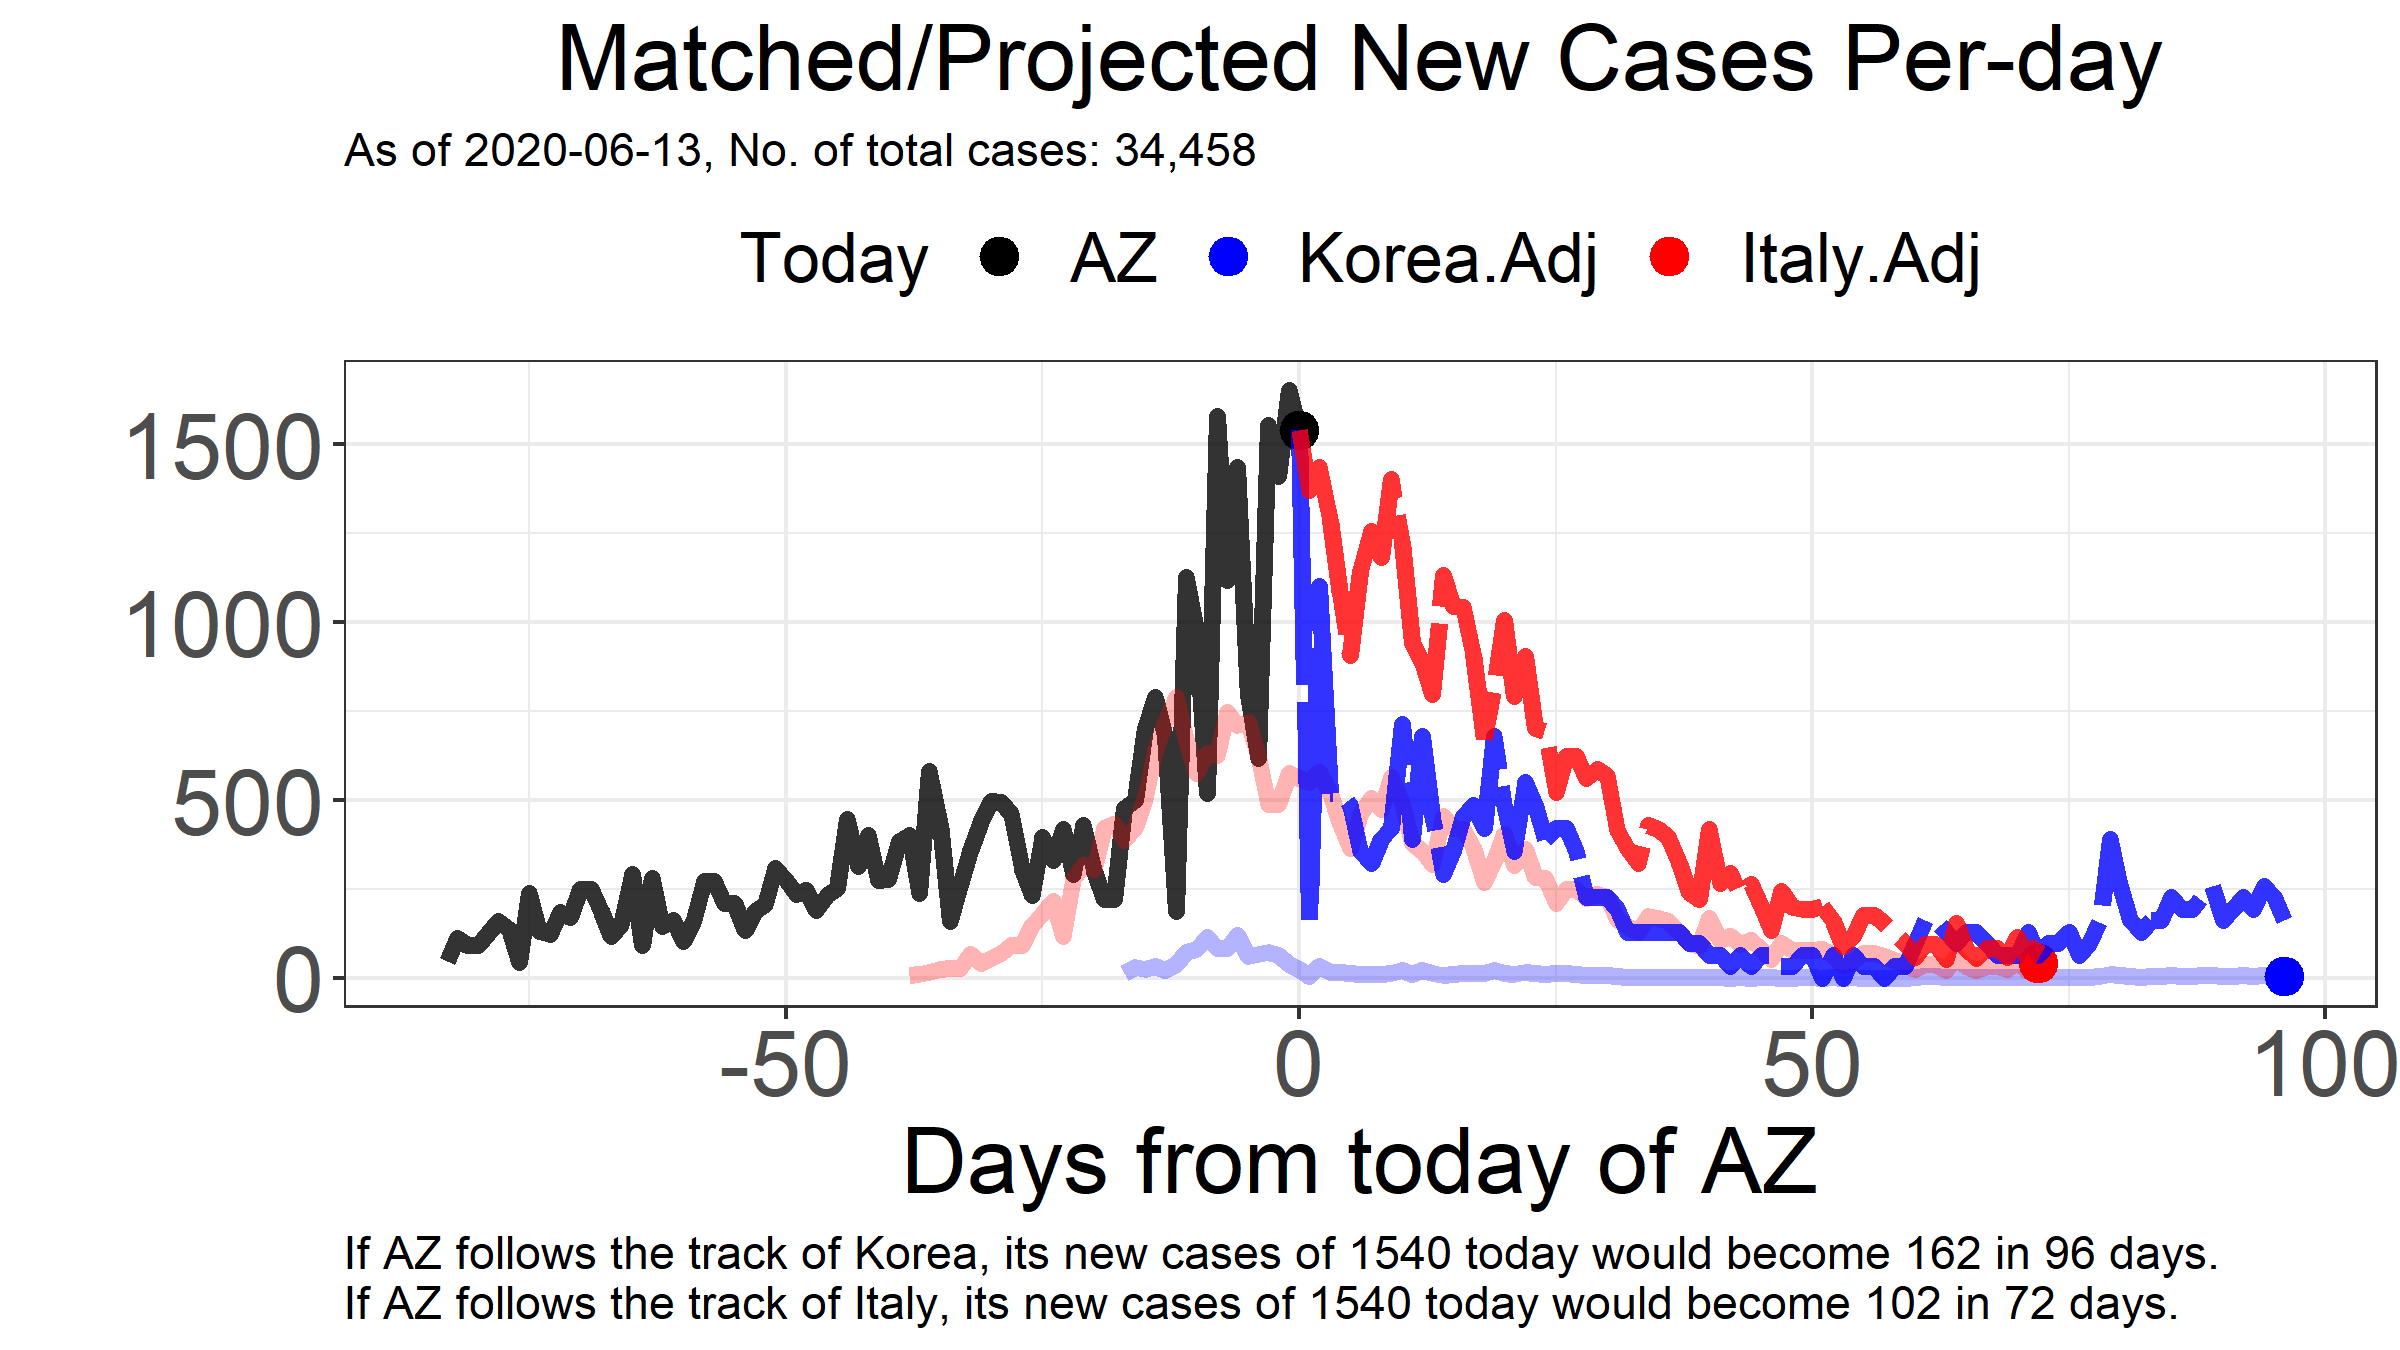 Matched/Projected New Cases Per-day
As of 2020-06-13, No. of total cases: 34,458
Today AZ Korea.Adj Italy.Adj
1500
1000
500
0
-50 0 50 100
Days from today of AZ
If AZ follows the track of Korea, its new cases of 1540 today would become 162 in 96 days.
If AZ follows the track of Italy, its new cases of 1540 today would become 102 in 72 days.